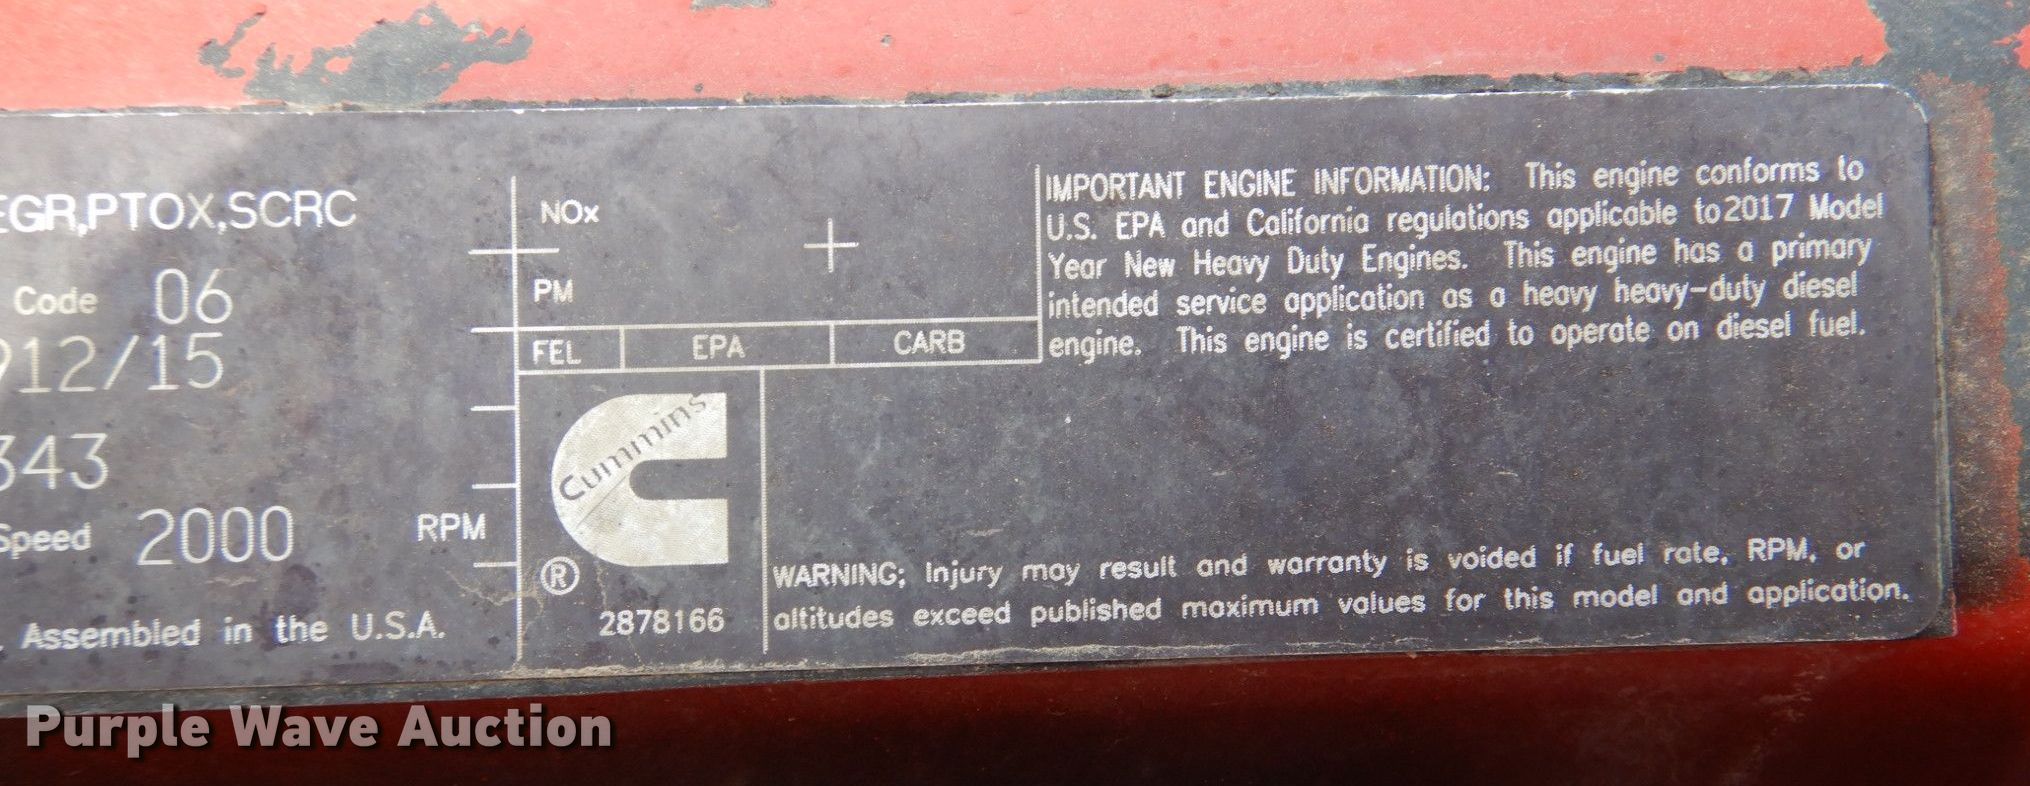 EGR,PTOX,SCRC
Code 06
912/15
343
Speed 2000 RPM
Assembled in the U.S.A.
NOx
PM
FEL EPA CARB
Cummins
®
2878166
IMPORTANT ENGINE INFORMATION: This engine conforms to
U.S. EPA and California regulations applicable to 2017 Model
Year New Heavy Duty Engines. This engine has a primary
intended service application as a heavy heavy-duty diesel
engine. This engine is certified to operate on diesel fuel.
WARNING; Injury may result and warranty is voided if fuel rate, RPM, or
altitudes exceed published maximum values for this model and application.
Purple Wave Auction